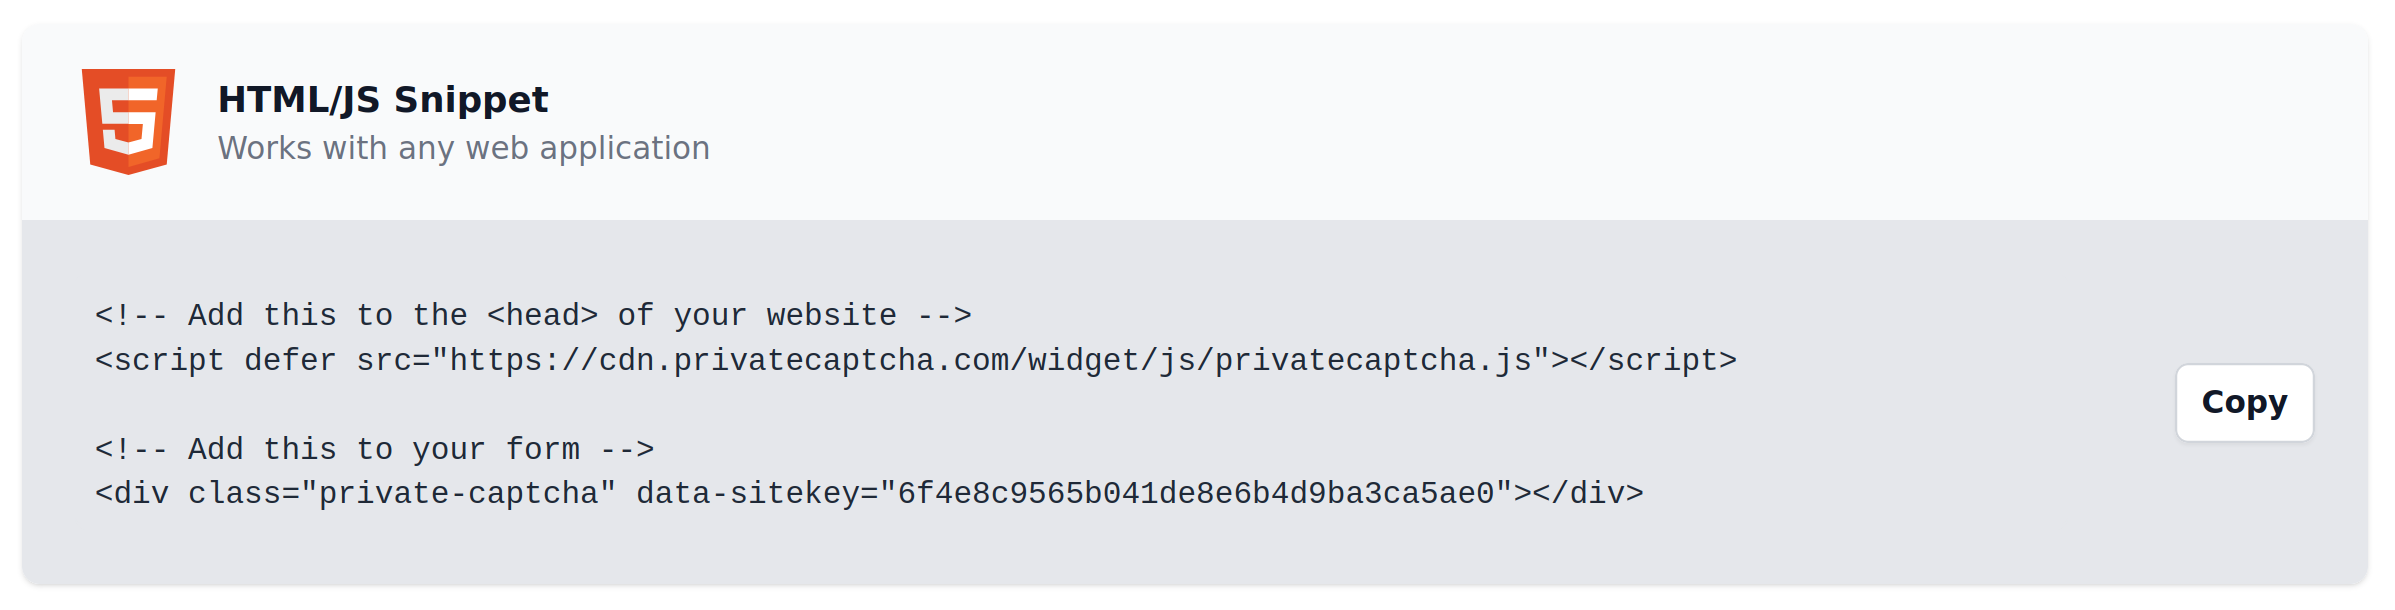 HTML/JS Snippet
Works with any web application
<!-- Add this to the <head> of your website -->
<script defer src="https://cdn.privatecaptcha.com/widget/js/privatecaptcha.js"></script>
Copy
<!-- Add this to your form -->
<div class="private-captcha" data-sitekey="6f4e8c9565b041de8e6b4d9ba3ca5ae0"></div>